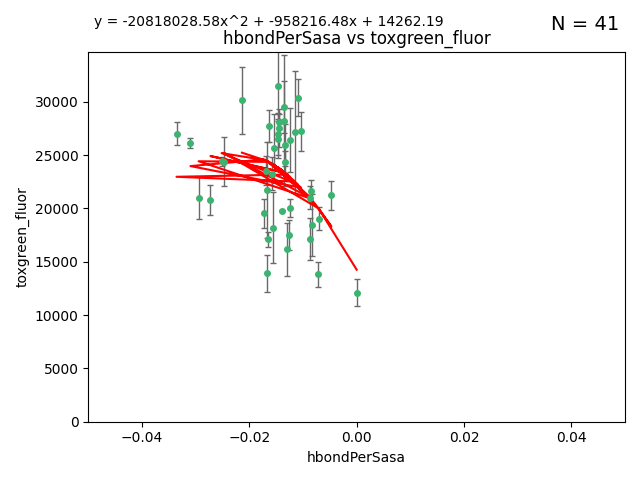 y = -20818028.58x^2 + -958216.48x + 14262.19
N = 41
hbondPerSasa vs toxgreen_fluor
toxgreen_fluor
30000
25000
20000
15000
10000
5000
0
−0.04
−0.02
0.00
0.02
0.04
hbondPerSasa